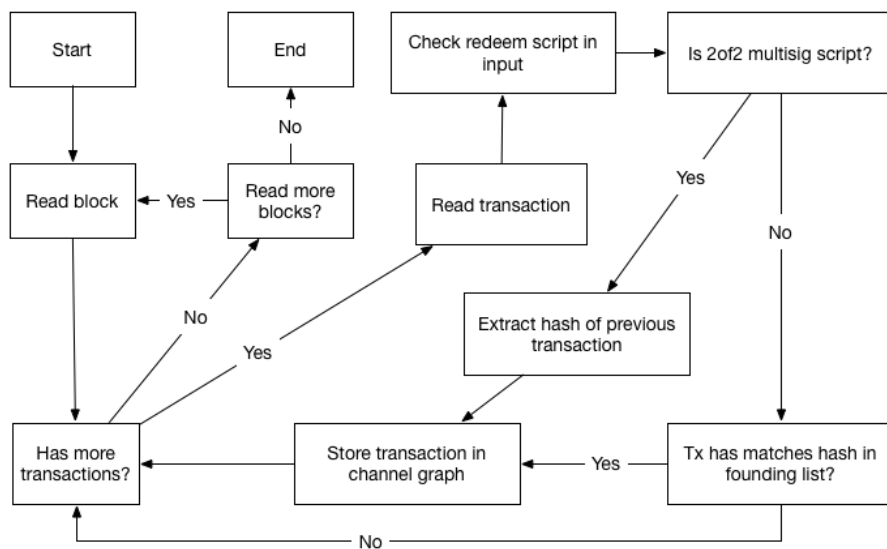 Start
End
Check redeem script in
input
Is 2of2 multisig script?
No
Read block
Yes
Read more
blocks?
Read transaction
Yes
No
Extract hash of previous
transaction
No
Yes
Has more
transactions?
Store transaction in
channel graph
Yes
Tx has matches hash in
founding list?
No